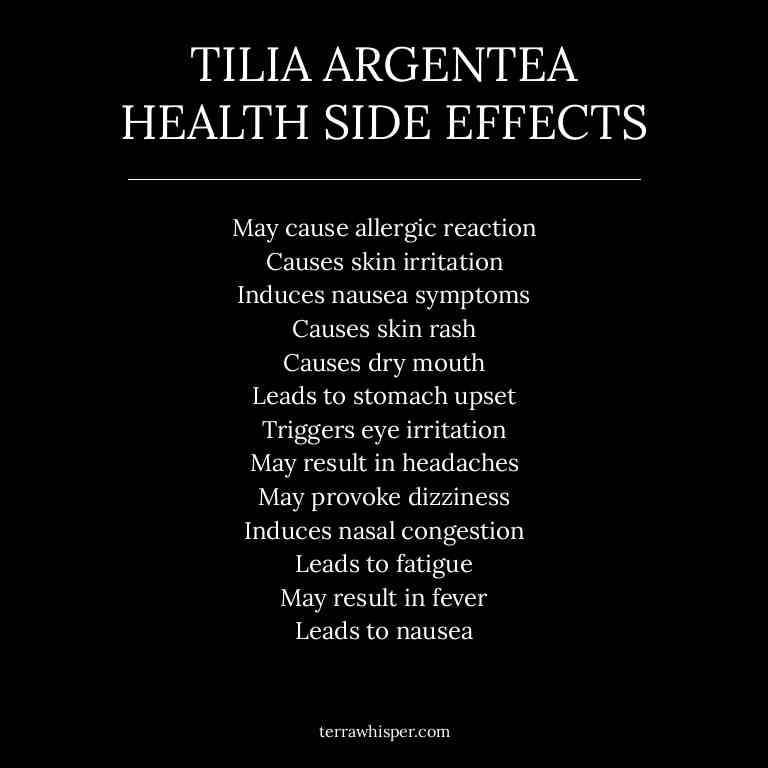 TILIA ARGENTEA
HEALTH SIDE EFFECTS
May cause allergic reaction
Causes skin irritation
Induces nausea symptoms
Causes skin rash
Causes dry mouth
Leads to stomach upset
Triggers eye irritation
May result in headaches
May provoke dizziness
Induces nasal congestion
Leads to fatigue
May result in fever
Leads to nausea
terrawhisper.com